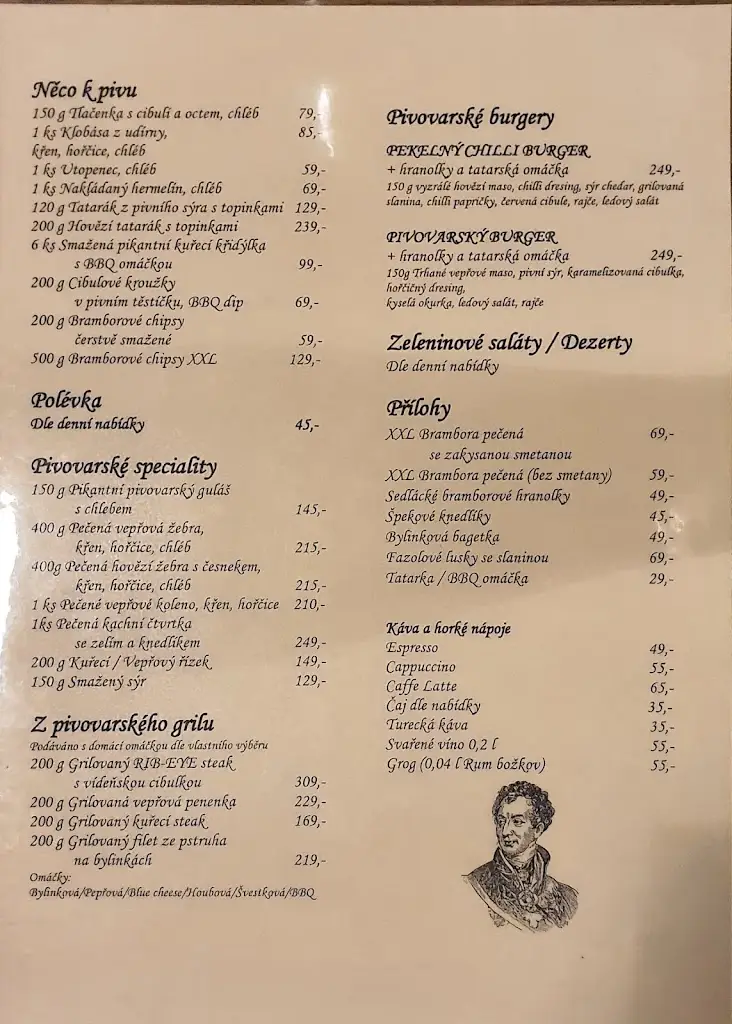 Něco k pivu
150 g Tlačenka s cibulí a octem, chléb 79,-
1 ks Klobása z udírny, 85,-
křen, hořčice, chléb
1 ks Utopenec, chléb 59,-
1 ks Nakládaný hermelín, chléb 69,-
120 g Tatarák z pivního sýra s topinkami 129,-
200 g Hovězí tatarák s topinkami 239,-
6 ks Smažená pikantní kuřecí křidýlka
s BBQ omáčkou 99,-
200 g Cibulové kroužky
v pivním těstíčku, BBQ dip 69,-
200 g Bramborové chipsy
čerstvě smažené 59,-
500 g Bramborové chipsy XXL 129,-
Polévka
Dle denní nabídky 45,-
Pivovarské speciality
150 g Pikantní pivovarský guláš
s chlebem 145,-
400 g Pečená vepřová žebra,
křen, hořčice, chléb 215,-
400g Pečená hovězí žebra s česnekem,
křen, hořčice, chléb 215,-
1 ks Pečené vepřové koleno, křen, hořčice 210,-
1ks Pečená kachní čtvrtka
se zelím a knedlíkem 249,-
200 g Kuřecí / Vepřový řízek 149,-
150 g Smažený sýr 129,-
Z pivovarského grilu
Podáváno s domácí omáčkou dle vlastního výběru
200 g Grilovaný RIB-EYE steak
s vídeňskou cibulkou 309,-
200 g Grilovaná vepřová penenka 229,-
200 g Grilovaný kuřecí steak 169,-
200 g Grilovaný filet ze pstruha
na bylinkách 219,-
Omáčky:
Bylinková/Pepřová/Blue cheese/Houbová/Švestková/BBQ
Pivovarské burgery
PEKELNÝ CHILLI BURGER
+ hranolky a tatarská omáčka 249,-
150 g vyzrálé hovězí maso, chilli dresing, sýr chedar, grilovaná
slanina, chilli papričky, červená cibule, rajče, ledový salát
PIVOVARSKÝ BURGER
+ hranolky a tatarská omáčka 249,-
150g Trhané vepřové maso, pivní sýr, karamelizovaná cibulka,
hořčičný dresing,
kyselá okurka, ledový salát, rajče
Zeleninové saláty / Dezerty
Dle denní nabídky
Přílohy
XXL Brambora pečená 69,-
se zakysanou smetanou
XXL Brambora pečená (bez smetany) 59,-
Sedlácké bramborové hranolky 49,-
Špekové knedlíky 45,-
Bylinková bagetka 49,-
Fazolové lusky se slaninou 69,-
Tatarka / BBQ omáčka 29,-
Káva a horké nápoje
Espresso 49,-
Cappuccino 55,-
Caffe Latte 65,-
Čaj dle nabídky 35,-
Turecká káva 35,-
Svařené víno 0,2 l 55,-
Grog (0,04 l Rum božkov) 55,-